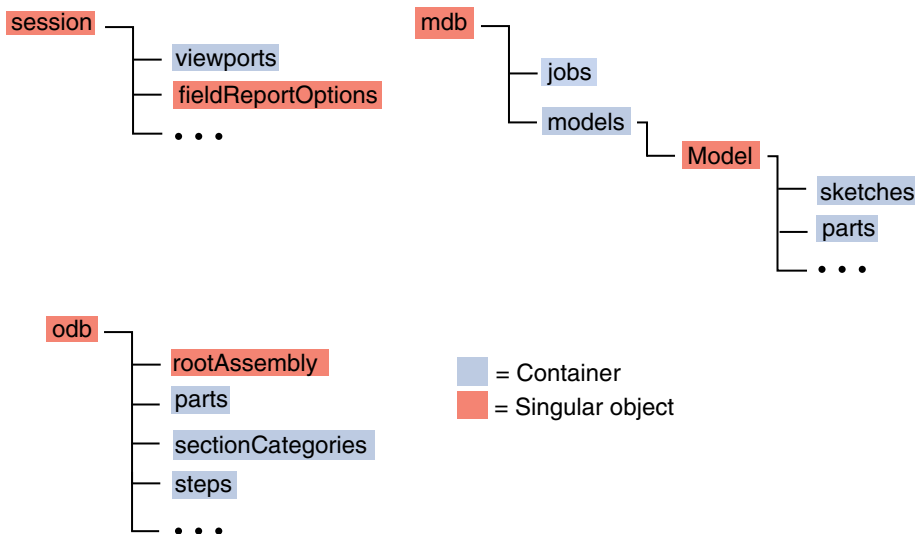 session
viewports
fieldReportOptions
• • •
mdb
jobs
models
Model
sketches
parts
• • •
odb
rootAssembly
parts
sectionCategories
steps
• • •
= Container
= Singular object